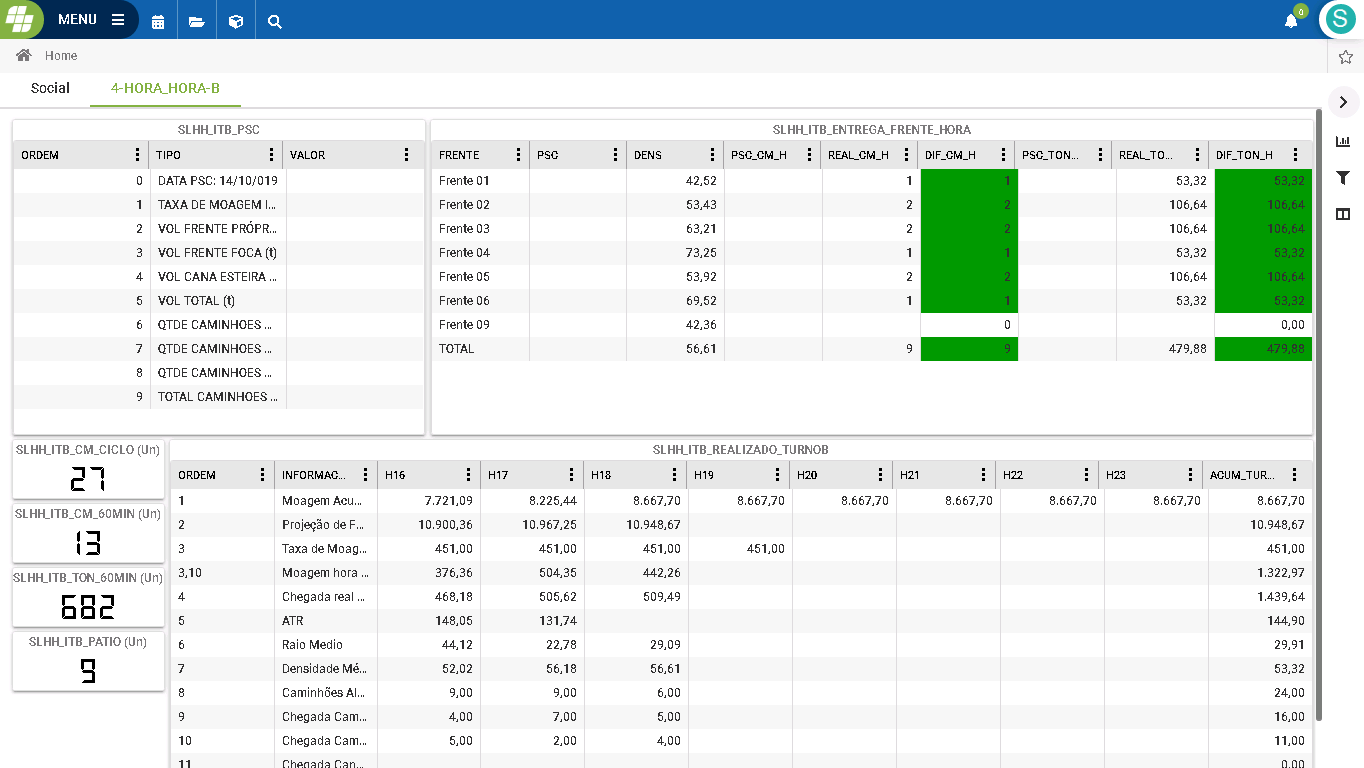 MENU
0
S
Home
Social 4-HORA_HORA-B
SLHH_ITB_PSC
ORDEM TIPO VALOR
0 DATA PSC: 14/10/019
1 TAXA DE MOAGEM I...
2 VOL FRENTE PRÓPR...
3 VOL FRENTE FOCA (t)
4 VOL CANA ESTEIRA ...
5 VOL TOTAL (t)
6 QTDE CAMINHOES ...
7 QTDE CAMINHOES ...
8 QTDE CAMINHOES ...
9 TOTAL CAMINHOES ...
SLHH_ITB_ENTREGA_FRENTE_HORA
FRENTE PSC DENS PSC_CM_H REAL_CM_H DIF_CM_H PSC_TON... REAL_TO... DIF_TON_H
Frente 01 42,52 1 1 53,32 53,32
Frente 02 53,43 2 2 106,64 106,64
Frente 03 63,21 2 2 106,64 106,64
Frente 04 73,25 1 1 53,32 53,32
Frente 05 53,92 2 2 106,64 106,64
Frente 06 69,52 1 1 53,32 53,32
Frente 09 42,36 0 0,00
TOTAL 56,61 9 9 479,88 479,88
SLHH_ITB_CM_CICLO (Un)
27
SLHH_ITB_CM_60MIN (Un)
13
SLHH_ITB_TON_60MIN (Un)
682
SLHH_ITB_PATIO (Un)
9
SLHH_ITB_REALIZADO_TURNOB
ORDEM INFORMAC... H16 H17 H18 H19 H20 H21 H22 H23 ACUM_TUR...
1 Moagem Acu... 7.721,09 8.225,44 8.667,70 8.667,70 8.667,70 8.667,70 8.667,70 8.667,70 8.667,70
2 Projeção de F... 10.900,36 10.967,25 10.948,67 10.948,67
3 Taxa de Moag... 451,00 451,00 451,00 451,00 451,00
3,10 Moagem hora ... 376,36 504,35 442,26 1.322,97
4 Chegada real ... 468,18 505,62 509,49 1.439,64
5 ATR 148,05 131,74 144,90
6 Raio Medio 44,12 22,78 29,09 29,91
7 Densidade Mé... 52,02 56,18 56,61 53,32
8 Caminhões Al... 9,00 9,00 6,00 24,00
9 Chegada Cam... 4,00 7,00 5,00 16,00
10 Chegada Cam... 5,00 2,00 4,00 11,00
11 Chegada Can... 0,00